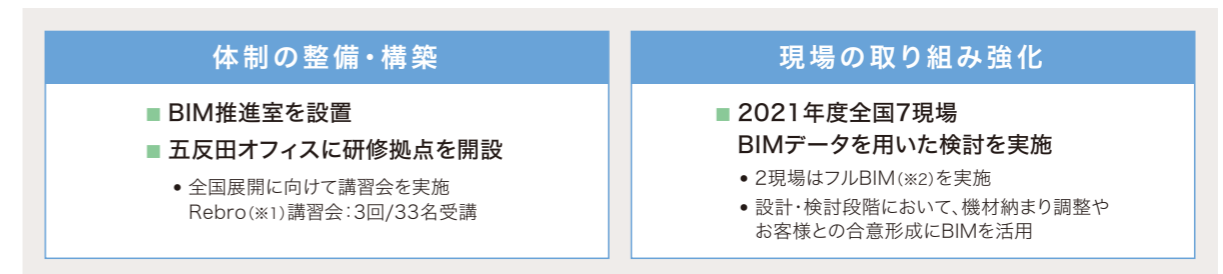 体制の整備・構築
■ BIM推進室を設置
■ 五反田オフィスに研修拠点を開設
• 全国展開に向けて講習会を実施
Rebro(※1)講習会:3回/33名受講
現場の取り組み強化
■ 2021年度全国7現場
BIMデータを用いた検討を実施
• 2現場はフルBIM(※2)を実施
• 設計・検討段階において、機材納まり調整や
お客様との合意形成にBIMを活用